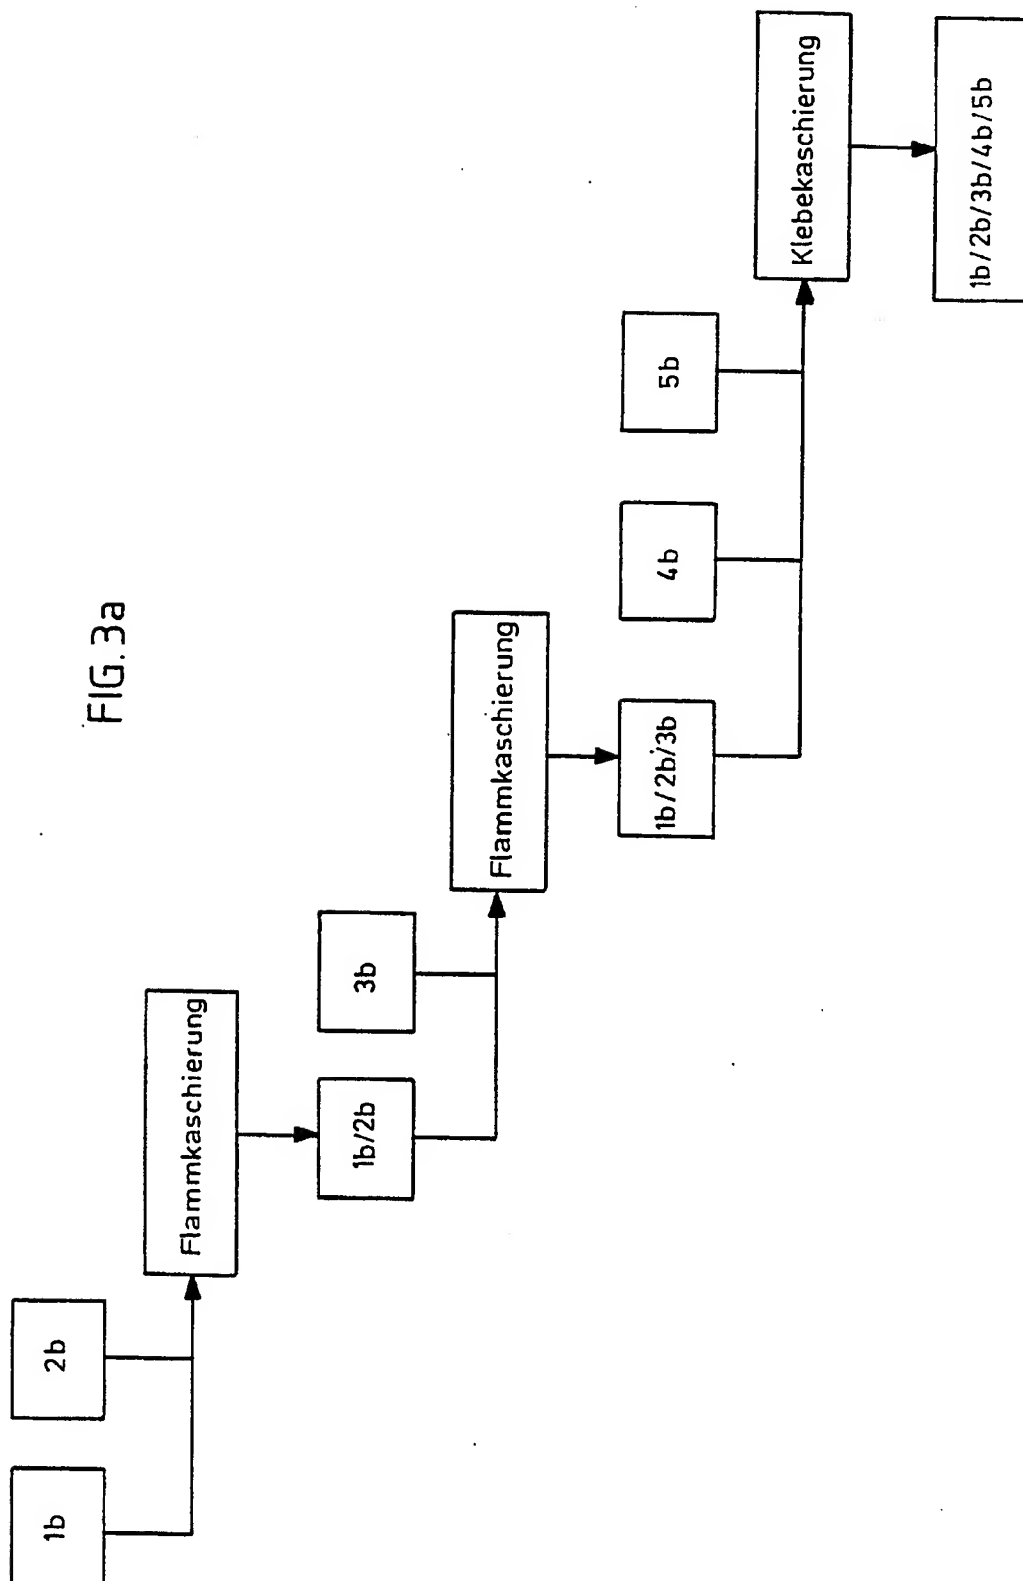 FIG.3a
1b
2b
Flammkaschierung
1b/2b
3b
Flammkaschierung
1b/2b/3b
4b
5b
Klebekaschierung
1b/2b/3b/4b/5b